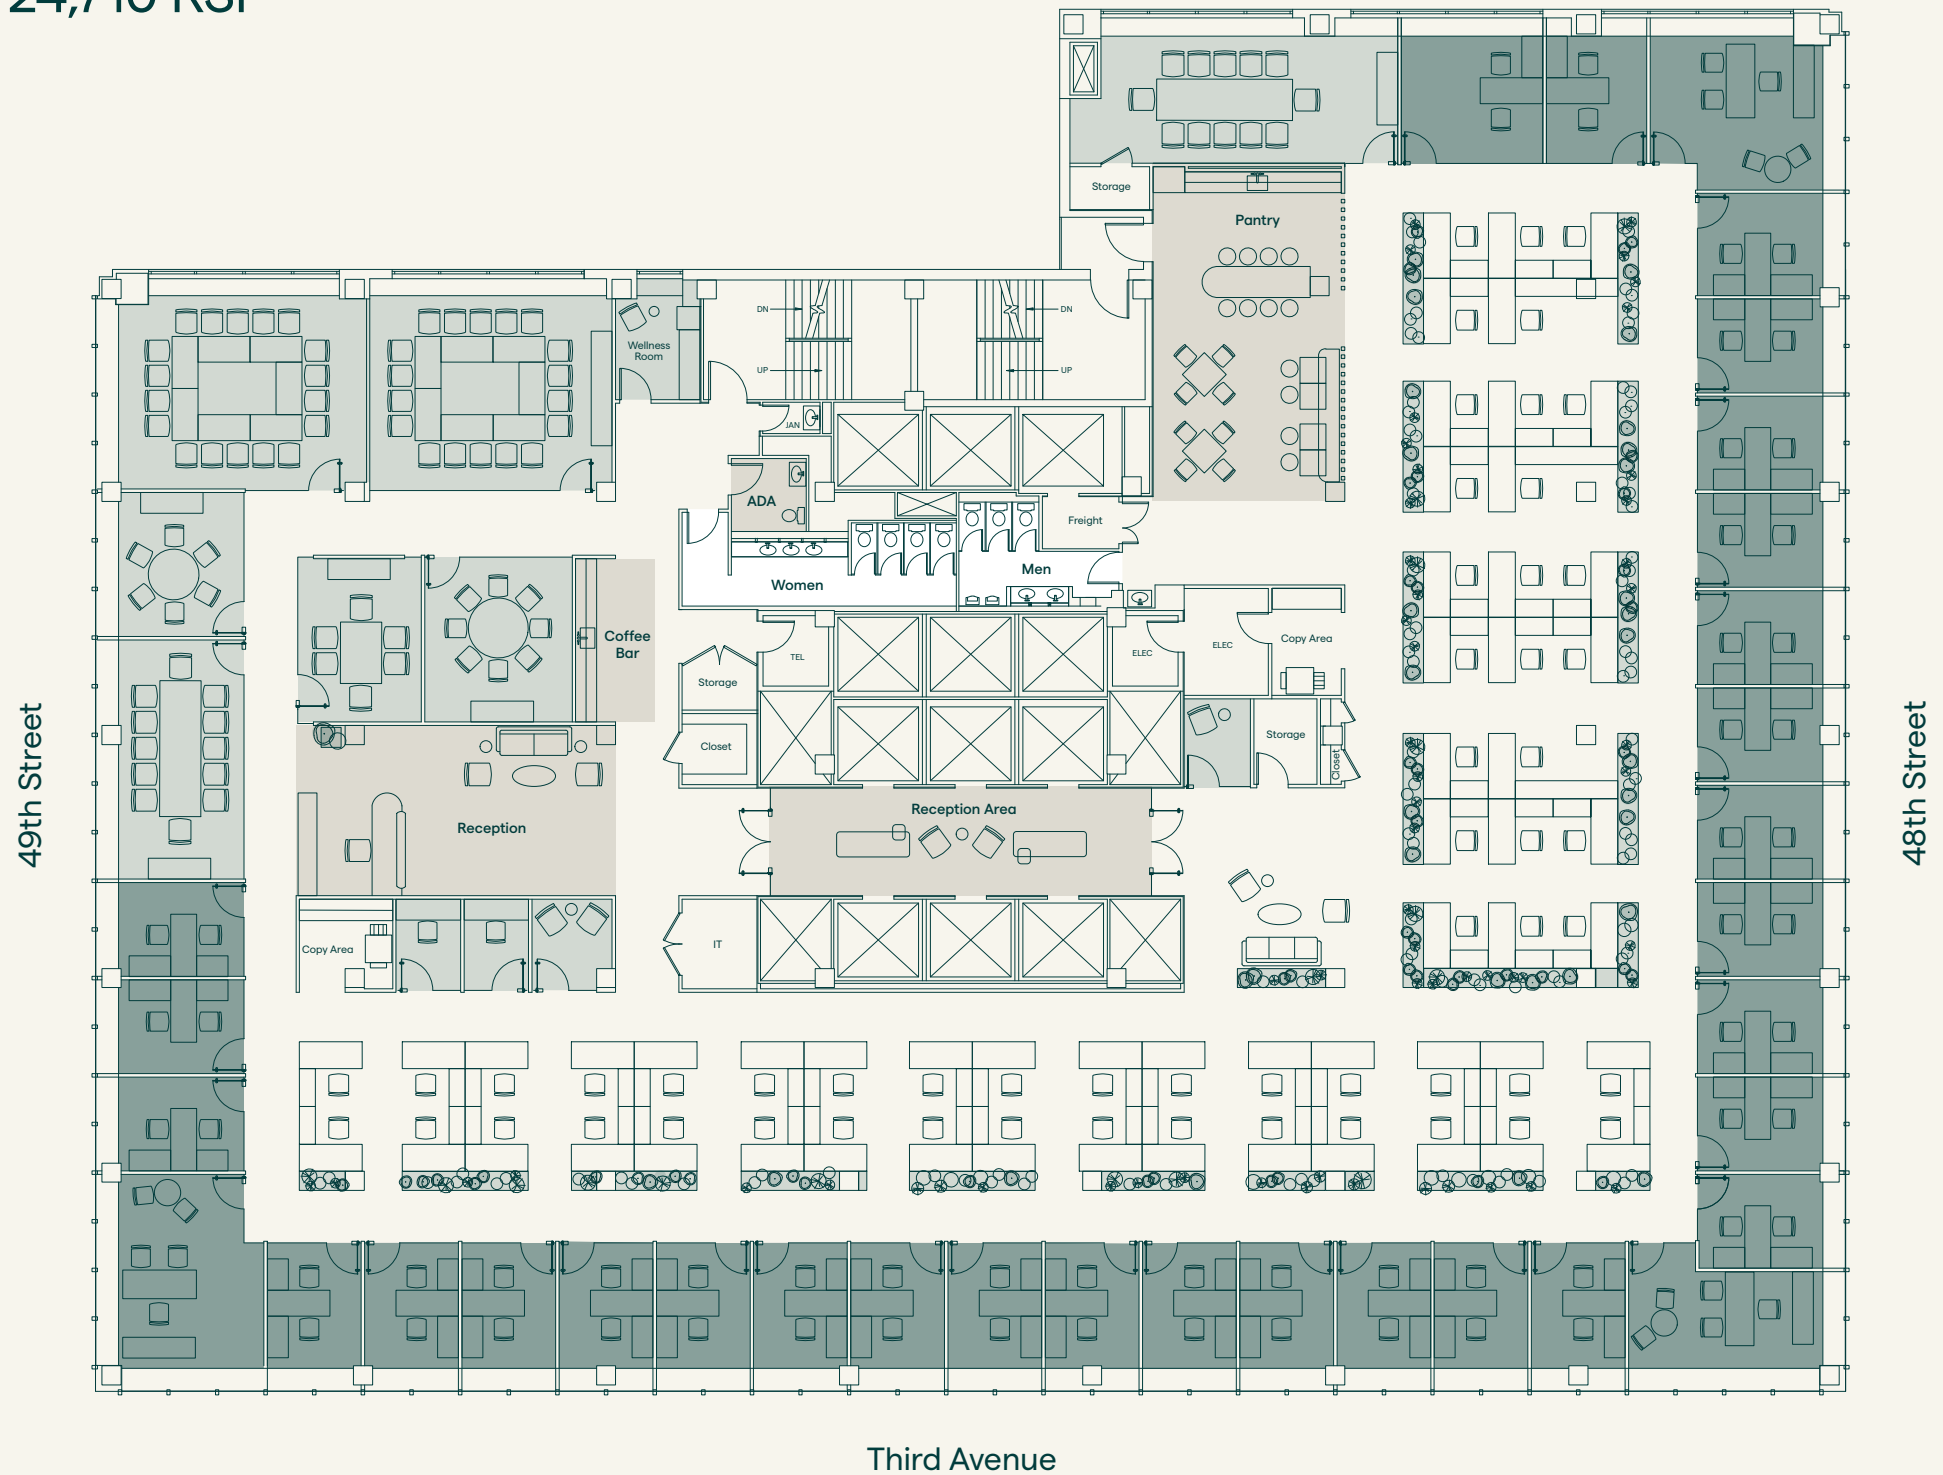 Storage
Pantry
Wellness
Room
DN
DN
UP
UP
JAN
ADA
Freight
Women
Men
Coffee
Bar
TEL
ELEC
ELEC
Copy Area
Storage
Closet
Storage
Closet
49th Street
48th Street
Reception
Reception Area
Copy Area
IT
Third Avenue